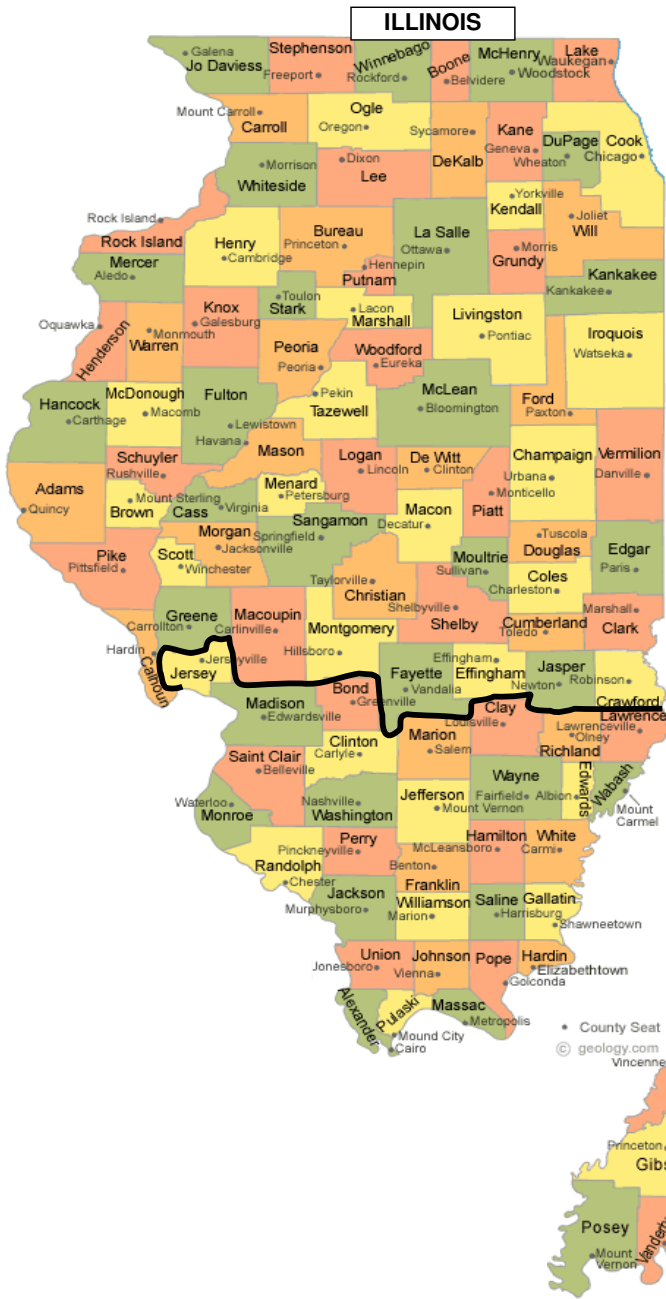 ILLINOIS
Galena
Jo Daviess
Stephenson
Freeport
Winnebago
Rockford
Boone
Belvidere
McHenry
Woodstock
Lake
Waukegan
Mount Carroll
Carroll
Ogle
Oregon
Sycamore
DeKalb
Kane
Geneva
DuPage
Wheaton
Cook
Chicago
Morrison
Whiteside
Dixon
Lee
Yorkville
Kendall
Joliet
Will
Rock Island
Rock Island
Henry
Cambridge
Bureau
Princeton
La Salle
Ottawa
Morris
Grundy
Mercer
Aledo
Hennepin
Putnam
Kankakee
Kankakee
Oquawka
Henderson
Monmouth
Warren
Knox
Galesburg
Toulon
Stark
Lacon
Marshall
Livingston
Pontiac
Iroquois
Watseka
Peoria
Peoria
Woodford
Eureka
Hancock
Carthage
McDonough
Macomb
Fulton
Lewistown
Pekin
Tazewell
McLean
Bloomington
Ford
Paxton
Havana
Mason
Schuyler
Rushville
Logan
Lincoln
De Witt
Clinton
Champaign
Urbana
Vermilion
Danville
Adams
Quincy
Mount Sterling
Brown
Cass
Virginia
Menard
Petersburg
Monticello
Piatt
Macon
Decatur
Morgan
Jacksonville
Sangamon
Springfield
Tuscola
Douglas
Pike
Pittsfield
Scott
Winchester
Moultrie
Sullivan
Edgar
Paris
Coles
Charleston
Taylorville
Christian
Shelbyville
Shelby
Greene
Carrollton
Macoupin
Carlinville
Montgomery
Hillsboro
Cumberland
Toledo
Marshall
Clark
Hardin
Calhoun
Jerseyville
Jersey
Fayette
Vandalia
Effingham
Effingham
Jasper
Newton
Robinson
Crawford
Madison
Edwardsville
Bond
Greenville
Clay
Louisville
Lawrence
Lawrenceville
Olney
Richland
Clinton
Carlyle
Marion
Salem
Saint Clair
Belleville
Wayne
Fairfield
Albion
Edwards
Wabash
Mount
Carmel
Waterloo
Monroe
Nashville
Washington
Jefferson
Mount Vernon
Perry
Pinckneyville
Hamilton
McLeansboro
White
Carmi
Randolph
Chester
Benton
Franklin
Jackson
Murphysboro
Williamson
Marion
Saline
Harrisburg
Gallatin
Shawneetown
Union
Jonesboro
Johnson
Vienna
Pope
Golconda
Hardin
Elizabethtown
Alexander
Pulaski
Massac
Metropolis
Mound City
Cairo
County Seat
© geology.com
Vincenne
Princeton
Gibs
Posey
Mount
Vernon
Vanderb